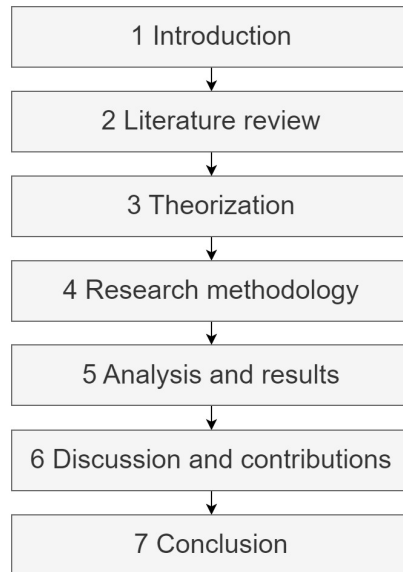 1 Introduction
2 Literature review
3 Theorization
4 Research methodology
5 Analysis and results
6 Discussion and contributions
7 Conclusion